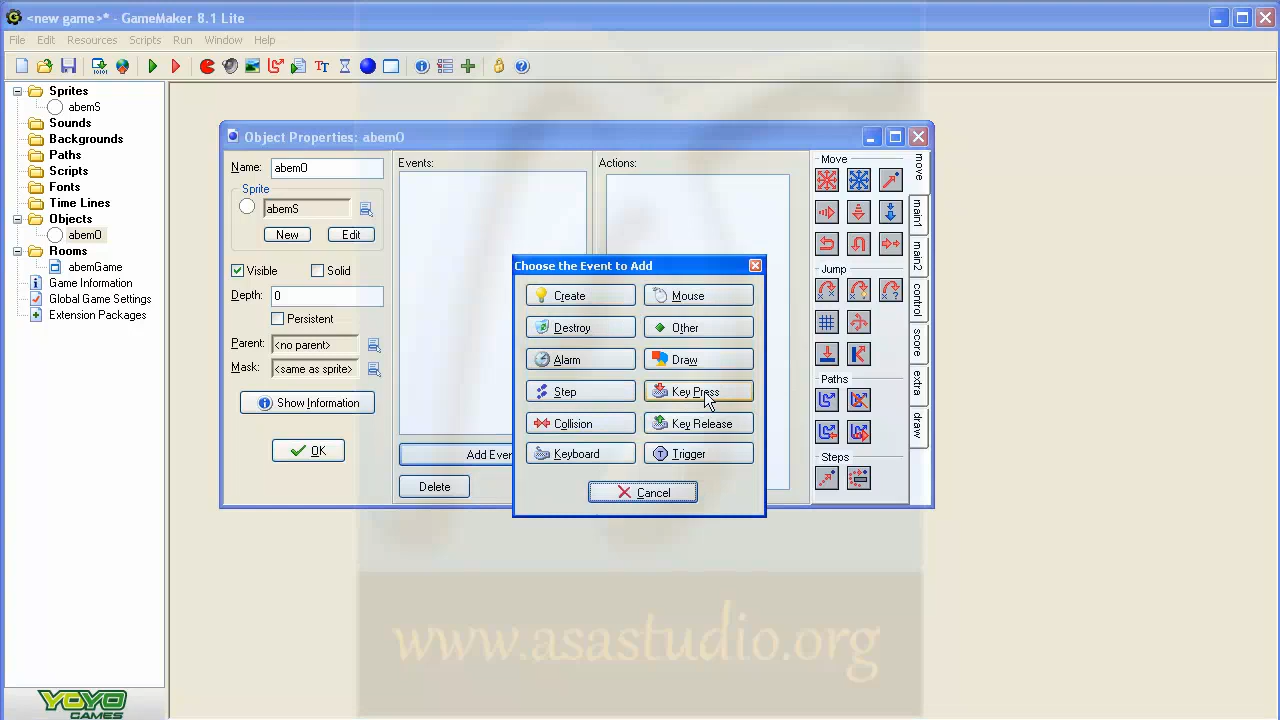 <new game>* - GameMaker 8.1 Lite
File Edit Resources Scripts Run Window Help
Sprites
abemS
Sounds
Backgrounds
Paths
Scripts
Fonts
Time Lines
Objects
abemO
Rooms
abemGame
Game Information
Global Game Settings
Extension Packages
YOYO
GAMES
Object Properties: abemO
Name: abemO
Sprite
abemS
New Edit
Visible Solid
Depth: 0
Persistent
Parent: <no parent>
Mask: <same as sprite>
Show Information
OK
Events:
Add Even
Delete
Actions:
Choose the Event to Add
Create Mouse
Destroy Other
Alarm Draw
Step Key Press
Collision Key Release
Keyboard Trigger
Cancel
Move
Jump
Paths
Steps
move
main1
main2
control
score
extra
draw
www.asastudio.org